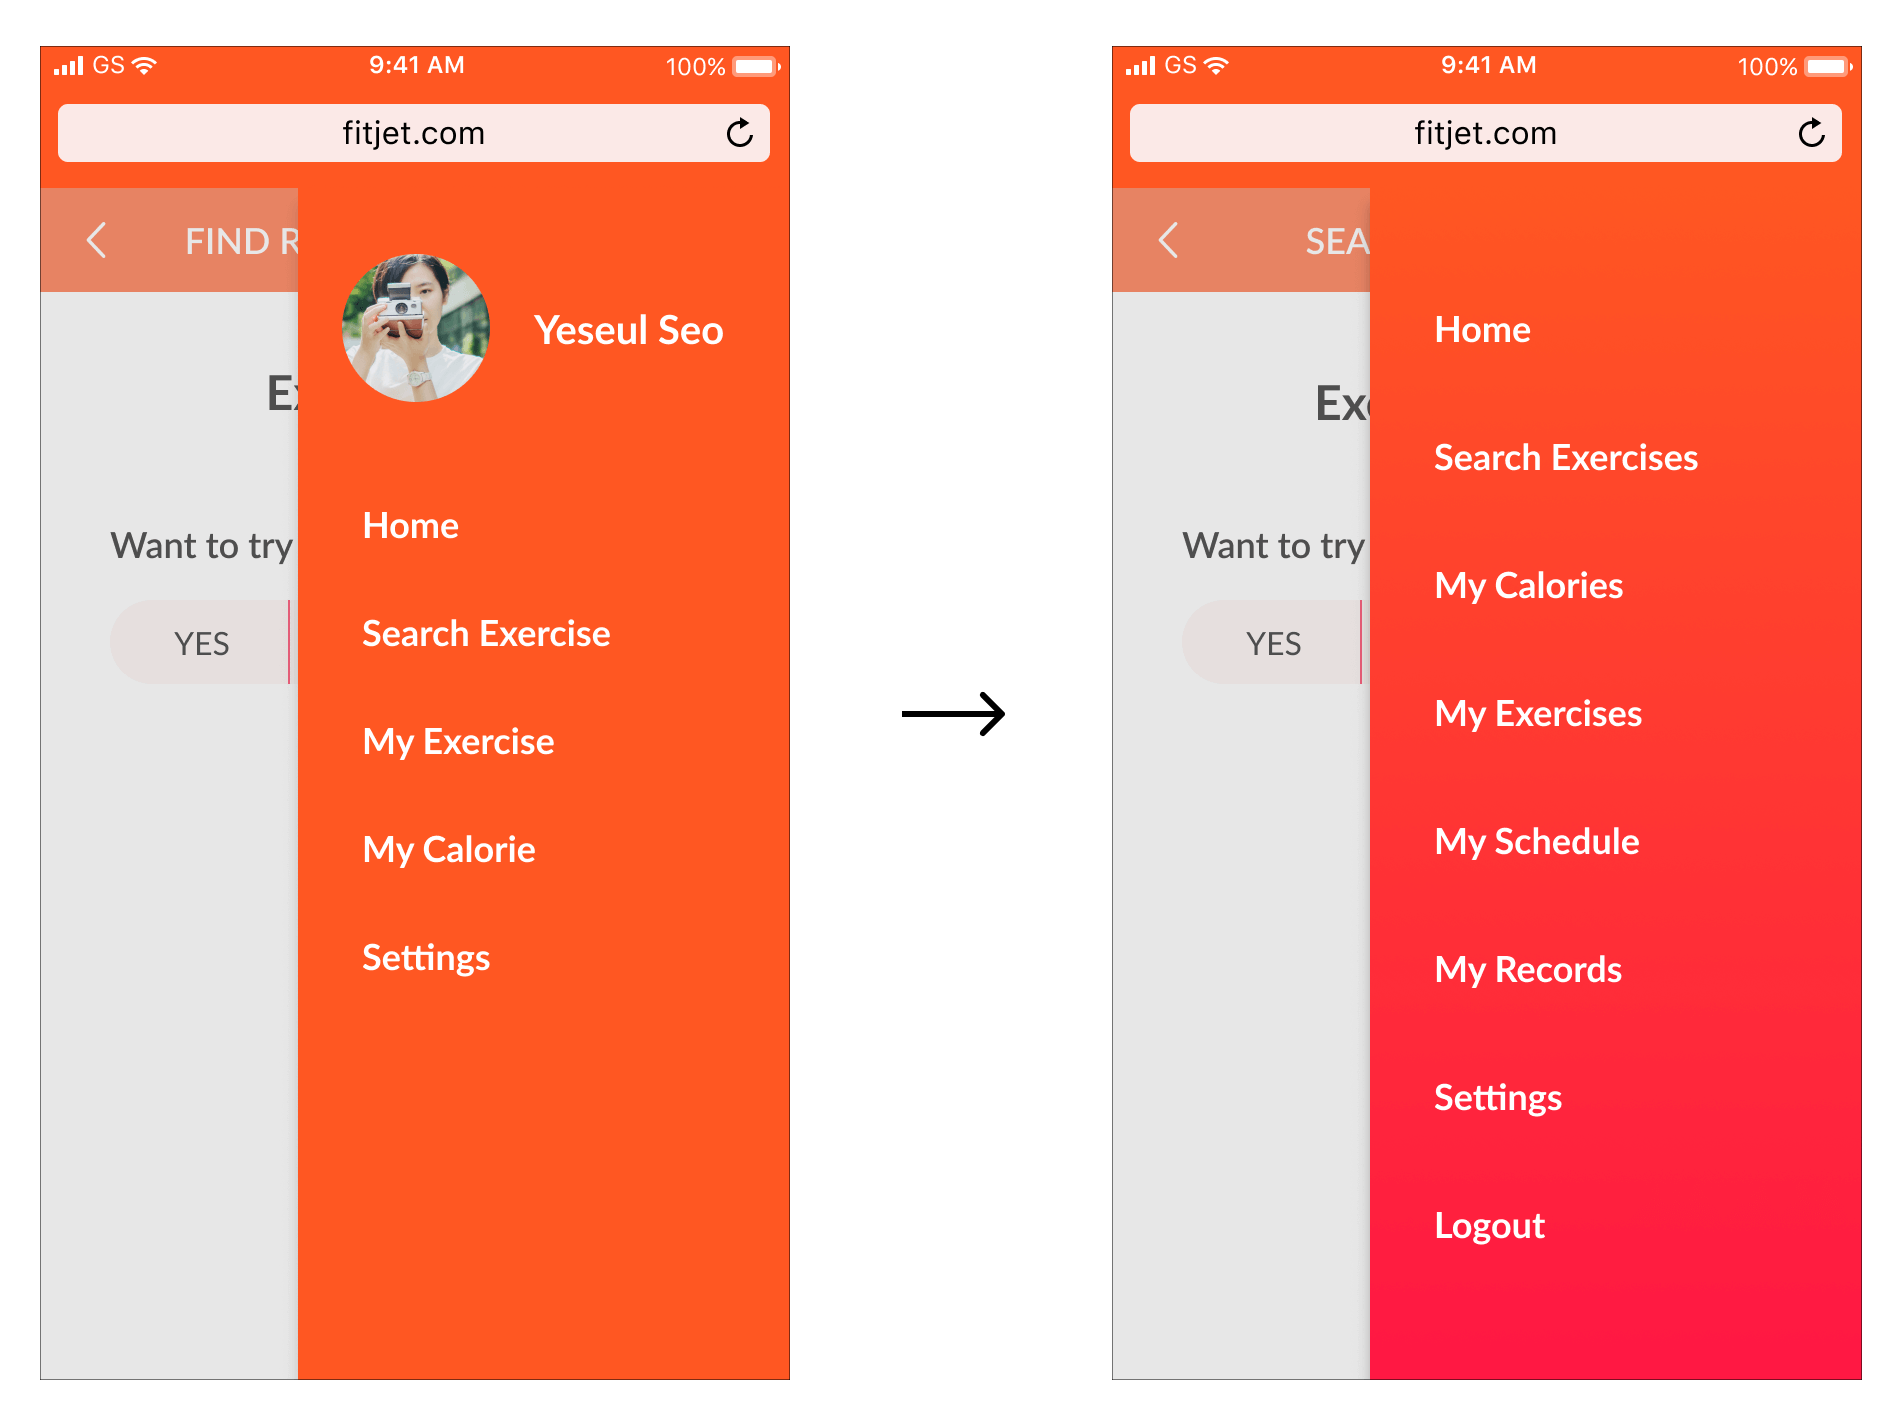 GS 9:41 AM 100%
fitjet.com
FIND R
Yeseul Seo
Home
Search Exercise
Want to try
YES
My Exercise
My Calorie
Settings
GS 9:41 AM 100%
fitjet.com
SEA
Home
Search Exercises
Want to try
My Calories
YES
My Exercises
My Schedule
My Records
Settings
Logout